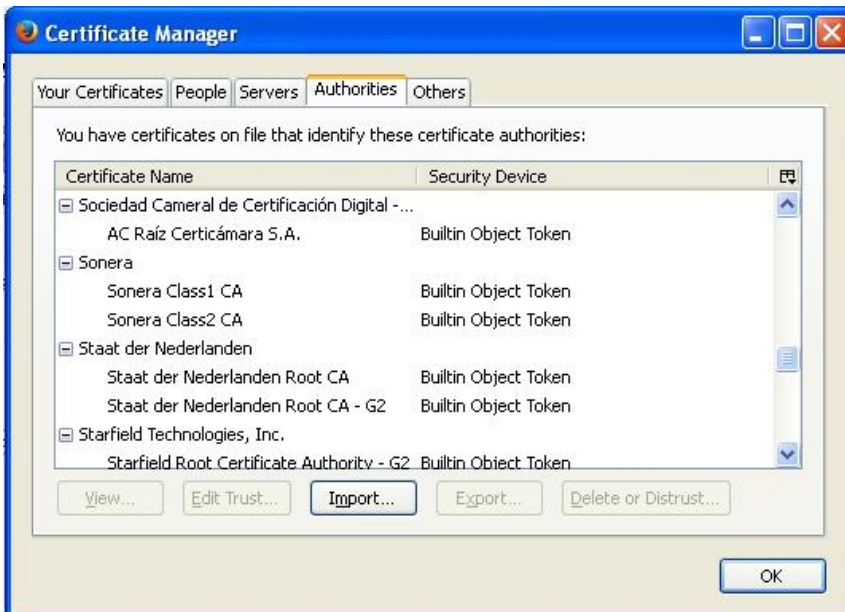 Certificate Manager
Your Certificates People Servers Authorities Others
You have certificates on file that identify these certificate authorities:
Certificate Name Security Device
Sociedad Cameral de Certificación Digital -...
AC Raíz Certicámara S.A. Builtin Object Token
Sonera
Sonera Class1 CA Builtin Object Token
Sonera Class2 CA Builtin Object Token
Staat der Nederlanden
Staat der Nederlanden Root CA Builtin Object Token
Staat der Nederlanden Root CA - G2 Builtin Object Token
Starfield Technologies, Inc.
Starfield Root Certificate Authority - G2 Builtin Object Token
View... Edit Trust... Import... Export... Delete or Distrust...
OK